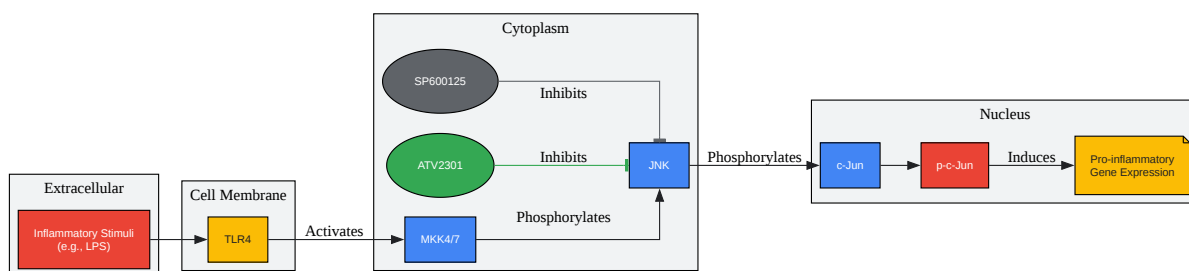 Extracellular
Inflammatory Stimuli
(e.g., LPS)
Cell Membrane
TLR4
Activates
Cytoplasm
SP600125
Inhibits
ATV2301
Inhibits
JNK
MKK4/7
Phosphorylates
Phosphorylates
Nucleus
c-Jun
p-c-Jun
Induces
Pro-inflammatory
Gene Expression